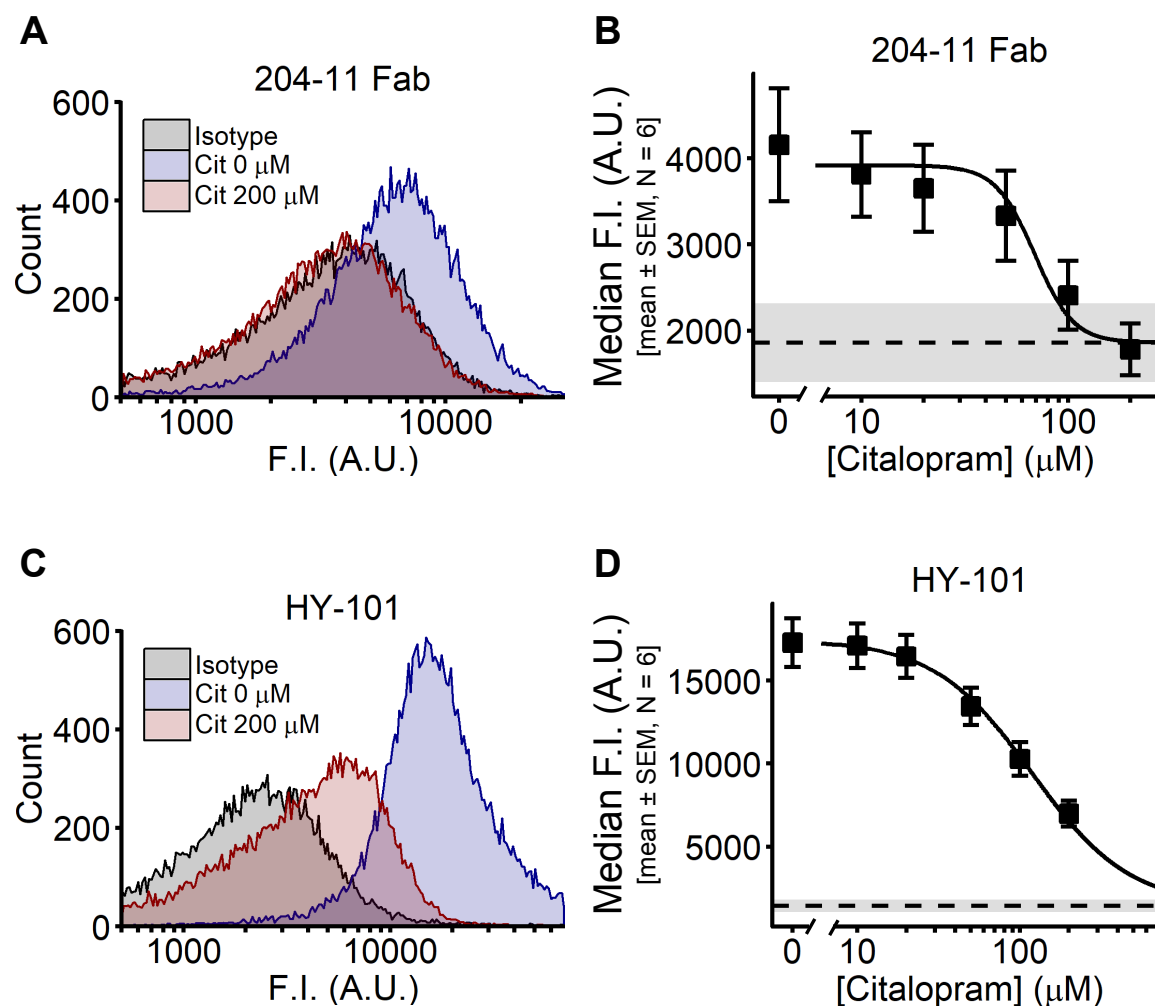 A
204-11 Fab
600
400
200
0
Count
Isotype
Cit 0 μM
Cit 200 μM
1000
10000
F.I. (A.U.)
B
204-11 Fab
Median F.I. (A.U.)
[mean ± SEM, N = 6]
4000
3000
2000
0
10
100
[Citalopram] (μM)
C
HY-101
600
400
200
0
Count
Isotype
Cit 0 μM
Cit 200 μM
1000
10000
F.I. (A.U.)
D
HY-101
Median F.I. (A.U.)
[mean ± SEM, N = 6]
15000
10000
5000
0
10
100
[Citalopram] (μM)